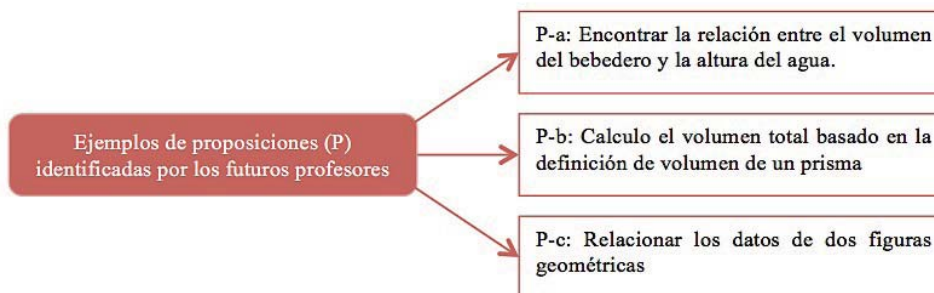 Ejemplos de proposiciones (P)
identificadas por los futuros profesores
P-a: Encontrar la relación entre el volumen
del bebedero y la altura del agua.
P-b: Calculo el volumen total basado en la
definición de volumen de un prisma
P-c: Relacionar los datos de dos figuras
geométricas